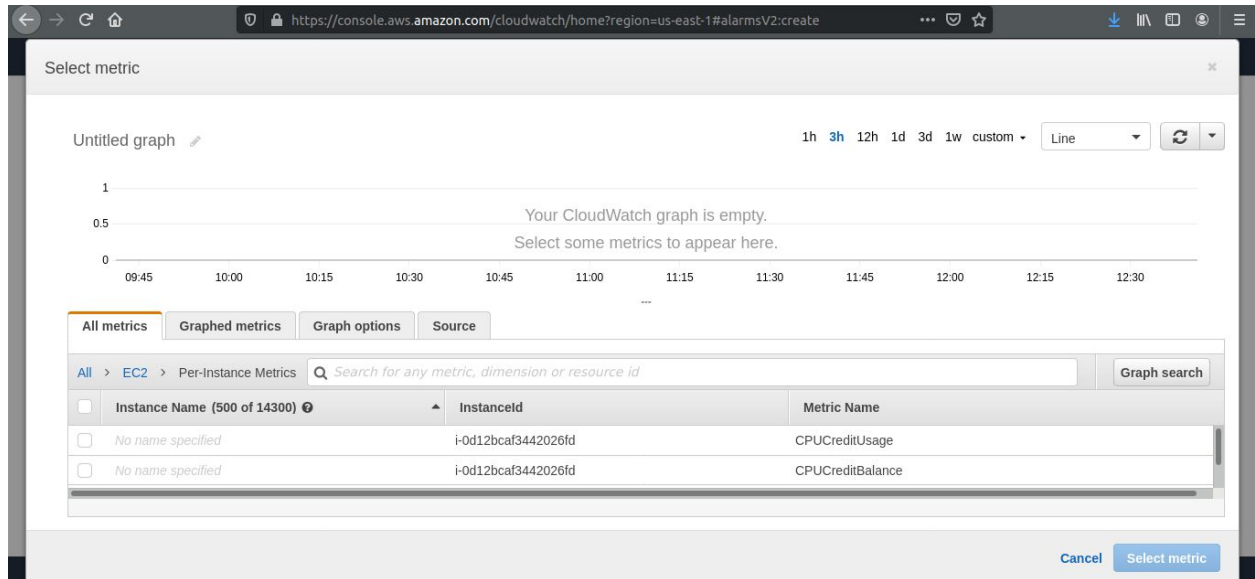 https://console.aws.amazon.com/cloudwatch/home?region=us-east-1#alarmsV2:create
Select metric
Untitled graph
1h 3h 12h 1d 3d 1w custom Line
1
0.5
0
Your CloudWatch graph is empty.
Select some metrics to appear here.
09:45 10:00 10:15 10:30 10:45 11:00 11:15 11:30 11:45 12:00 12:15 12:30
All metrics Graphed metrics Graph options Source
All > EC2 > Per-Instance Metrics Search for any metric, dimension or resource id Graph search
Instance Name (500 of 14300) InstanceId Metric Name
No name specified i-0d12bcaf3442026fd CPUCreditUsage
No name specified i-0d12bcaf3442026fd CPUCreditBalance
Cancel Select metric